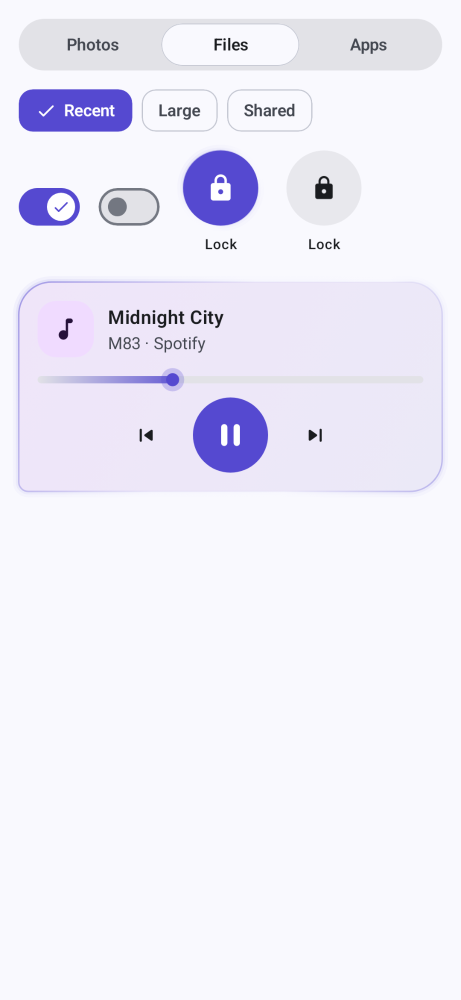 Photos Files Apps
Recent Large Shared
Lock Lock
Midnight City
M83 · Spotify